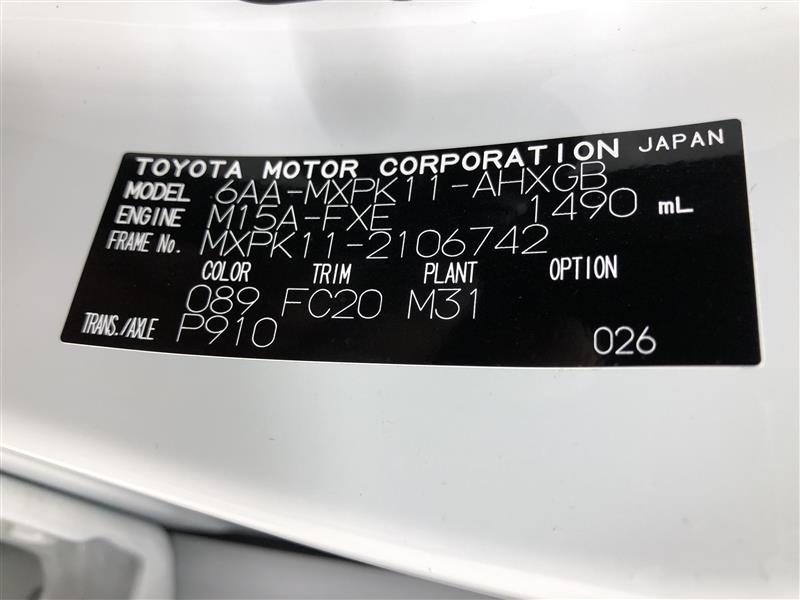 TOYOTA MOTOR CORPORATION JAPAN
MODEL 6AA-MXPK11-AHXGB
ENGINE M15A-FXE 1490 mL
FRAME No. MXPK11-2106742
COLOR TRIM PLANT OPTION
089 FC20 M31
TRANS./AXLE P910 026